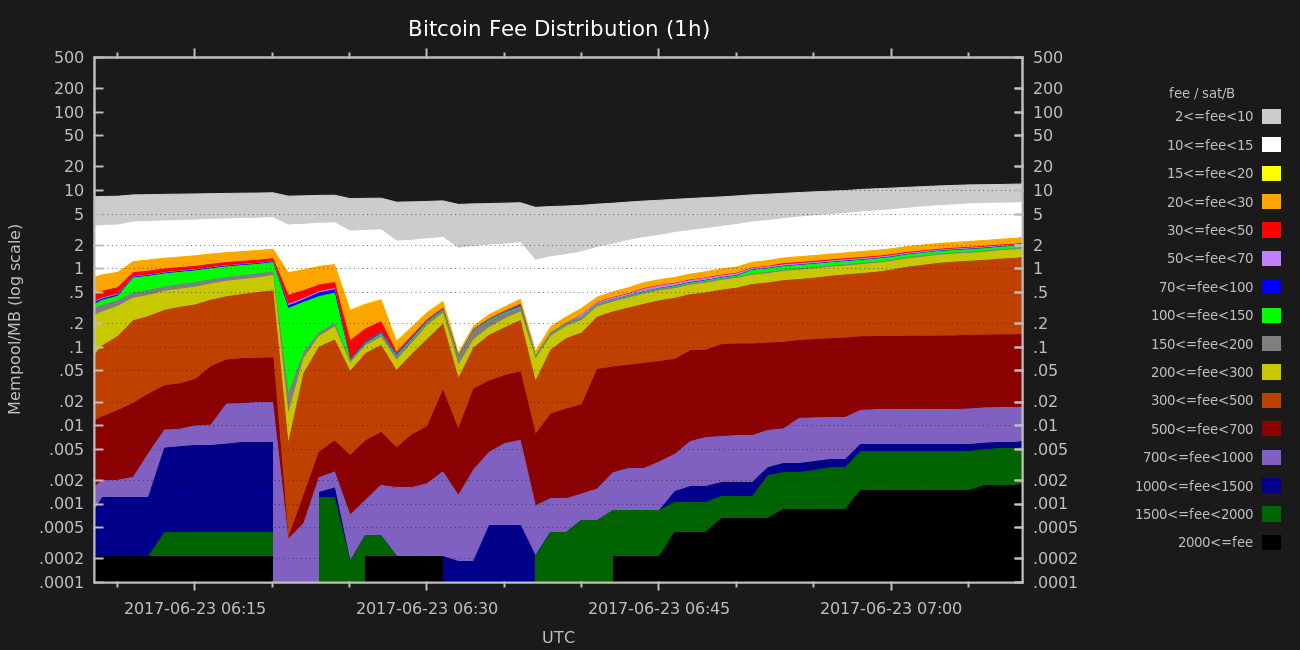 Bitcoin Fee Distribution (1h)
500 500
200 200
100 100
50 50
20 20
10 10
5 5
2 2
1 1
.5 .5
.2 .2
.1 .1
.05 .05
.02 .02
.01 .01
.005 .005
.002 .002
.001 .001
.0005 .0005
.0002 .0002
.0001 .0001
Mempool/MB (log scale)
2017-06-23 06:15 2017-06-23 06:30 2017-06-23 06:45 2017-06-23 07:00
UTC
fee / sat/B
2<=fee<10
10<=fee<15
15<=fee<20
20<=fee<30
30<=fee<50
50<=fee<70
70<=fee<100
100<=fee<150
150<=fee<200
200<=fee<300
300<=fee<500
500<=fee<700
700<=fee<1000
1000<=fee<1500
1500<=fee<2000
2000<=fee